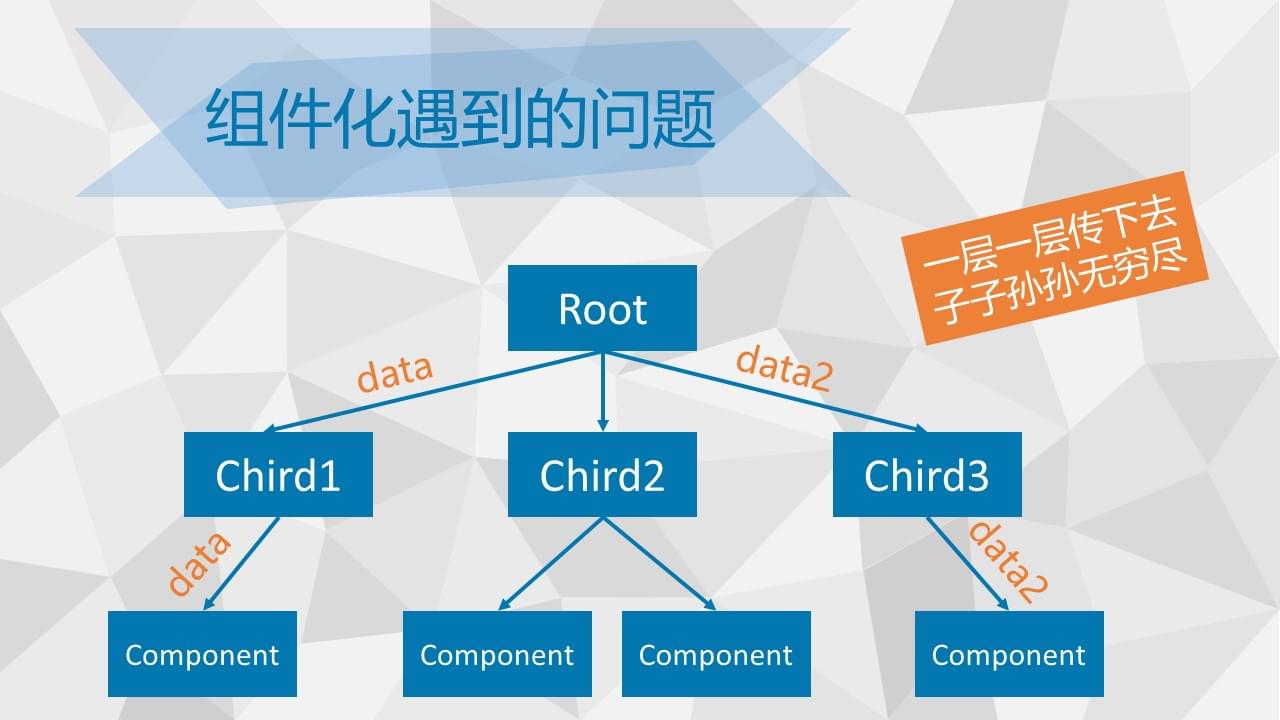 组件化遇到的问题
一层一层传下去
子子孙孙无穷尽
Root
data
data2
Chird1
Chird2
Chird3
data
data2
Component
Component
Component
Component